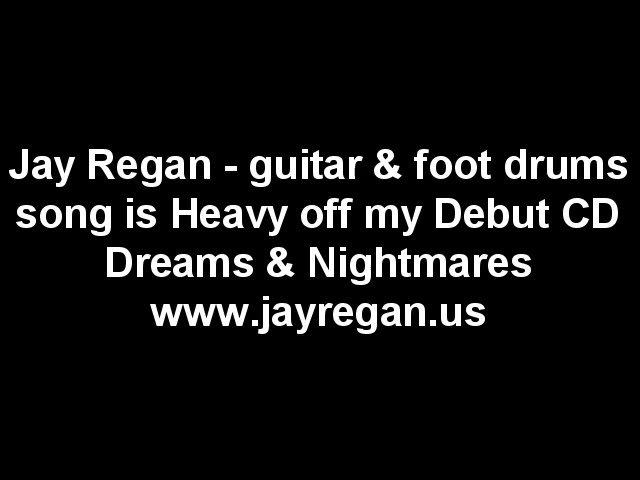 Jay Regan - guitar & foot drums
song is Heavy off my Debut CD
Dreams & Nightmares
www.jayregan.us